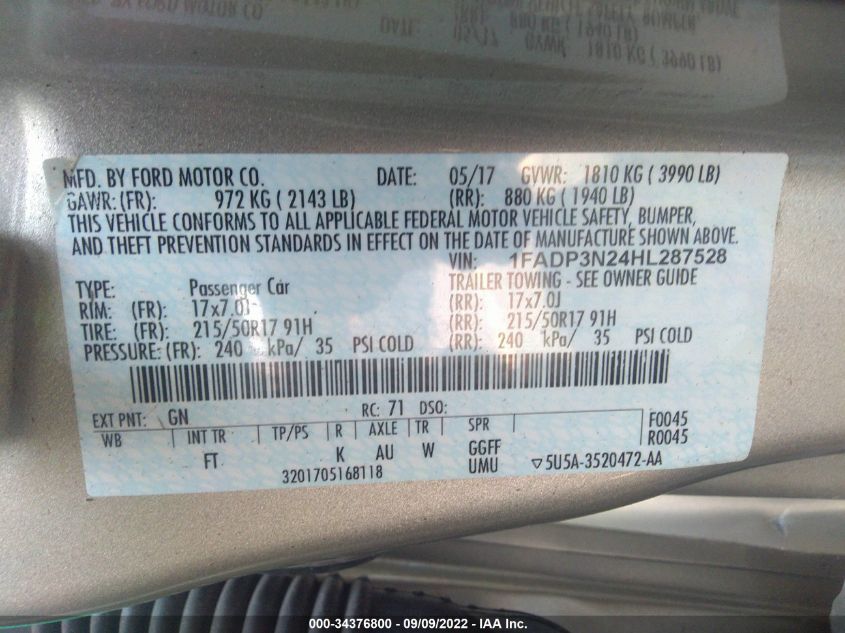 MFD. BY FORD MOTOR CO. DATE: 05/17 GVWR: 1810 KG ( 3990 LB)
GAWR: (FR): 972 KG ( 2143 LB) (RR): 880 KG ( 1940 LB)
THIS VEHICLE CONFORMS TO ALL APPLICABLE FEDERAL MOTOR VEHICLE SAFETY, BUMPER,
AND THEFT PREVENTION STANDARDS IN EFFECT ON THE DATE OF MANUFACTURE SHOWN ABOVE.
VIN: 1FADP3N24HL287528
TYPE: Passenger Car TRAILER TOWING - SEE OWNER GUIDE
RIM: (FR): 17x7.0J (RR): 17x7.0J
TIRE: (FR): 215/50R17 91H (RR): 215/50R17 91H
PRESSURE: (FR): 240 kPa/ 35 PSI COLD (RR): 240 kPa/ 35 PSI COLD
EXT PNT: GN RC: 71 DSO: F0045
WB INT TR TP/PS R AXLE TR SPR R0045
FT K AU W GGFF
3201705168118 UMU ▽5U5A-3520472-AA
000-34376800 - 09/09/2022 - IAA Inc.